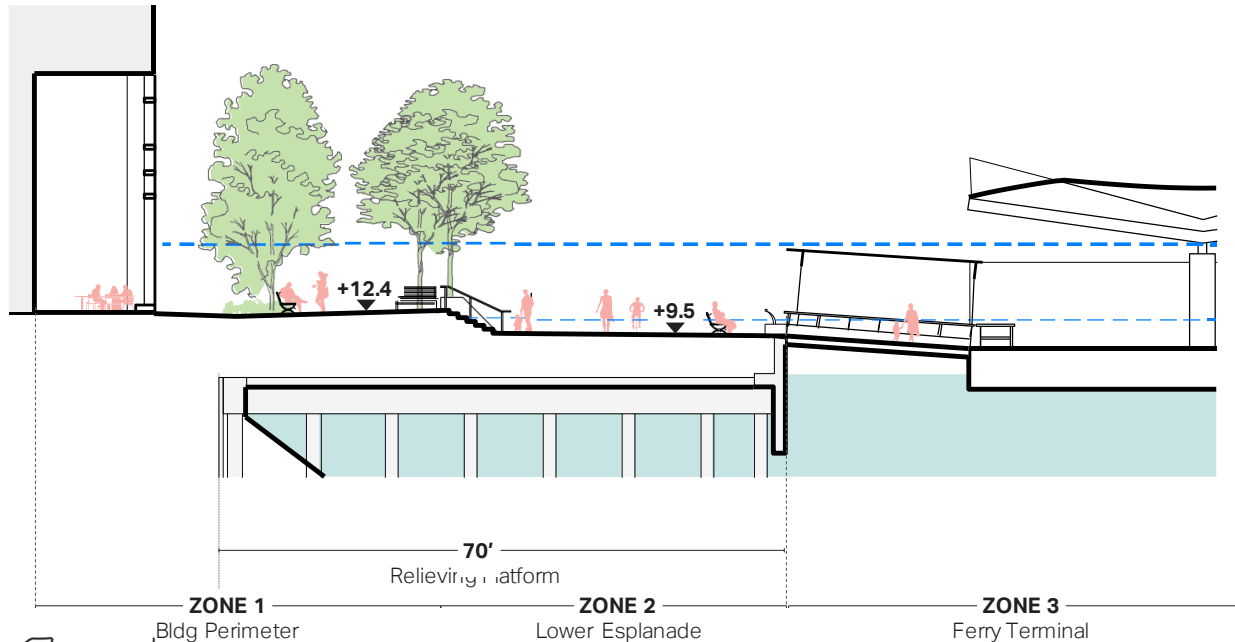 +12.4
+9.5
70'
Relieving
ZONE 1
Bldg Perimeter
ZONE 2
Lower Esplanade
ZONE 3
Ferry Terminal